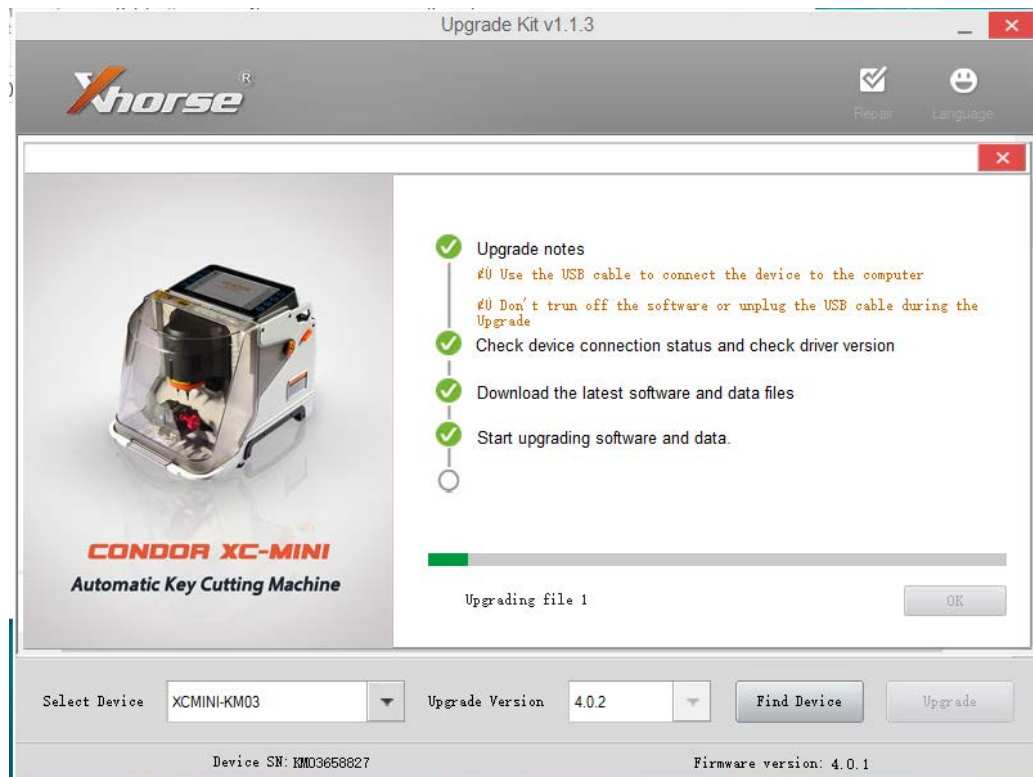 Upgrade Kit v1.1.3
Xhorse®
Repair
Language
Upgrade notes
¢Ù Use the USB cable to connect the device to the computer
¢Ù Don't trun off the software or unplug the USB cable during the
Upgrade
Check device connection status and check driver version
Download the latest software and data files
Start upgrading software and data.
CONDOR XC-MINI
Automatic Key Cutting Machine
Upgrading file 1
OK
Select Device
XCMINI-KM03
Upgrade Version
4.0.2
Find Device
Upgrade
Device SN: KM03658827
Firmware version: 4.0.1